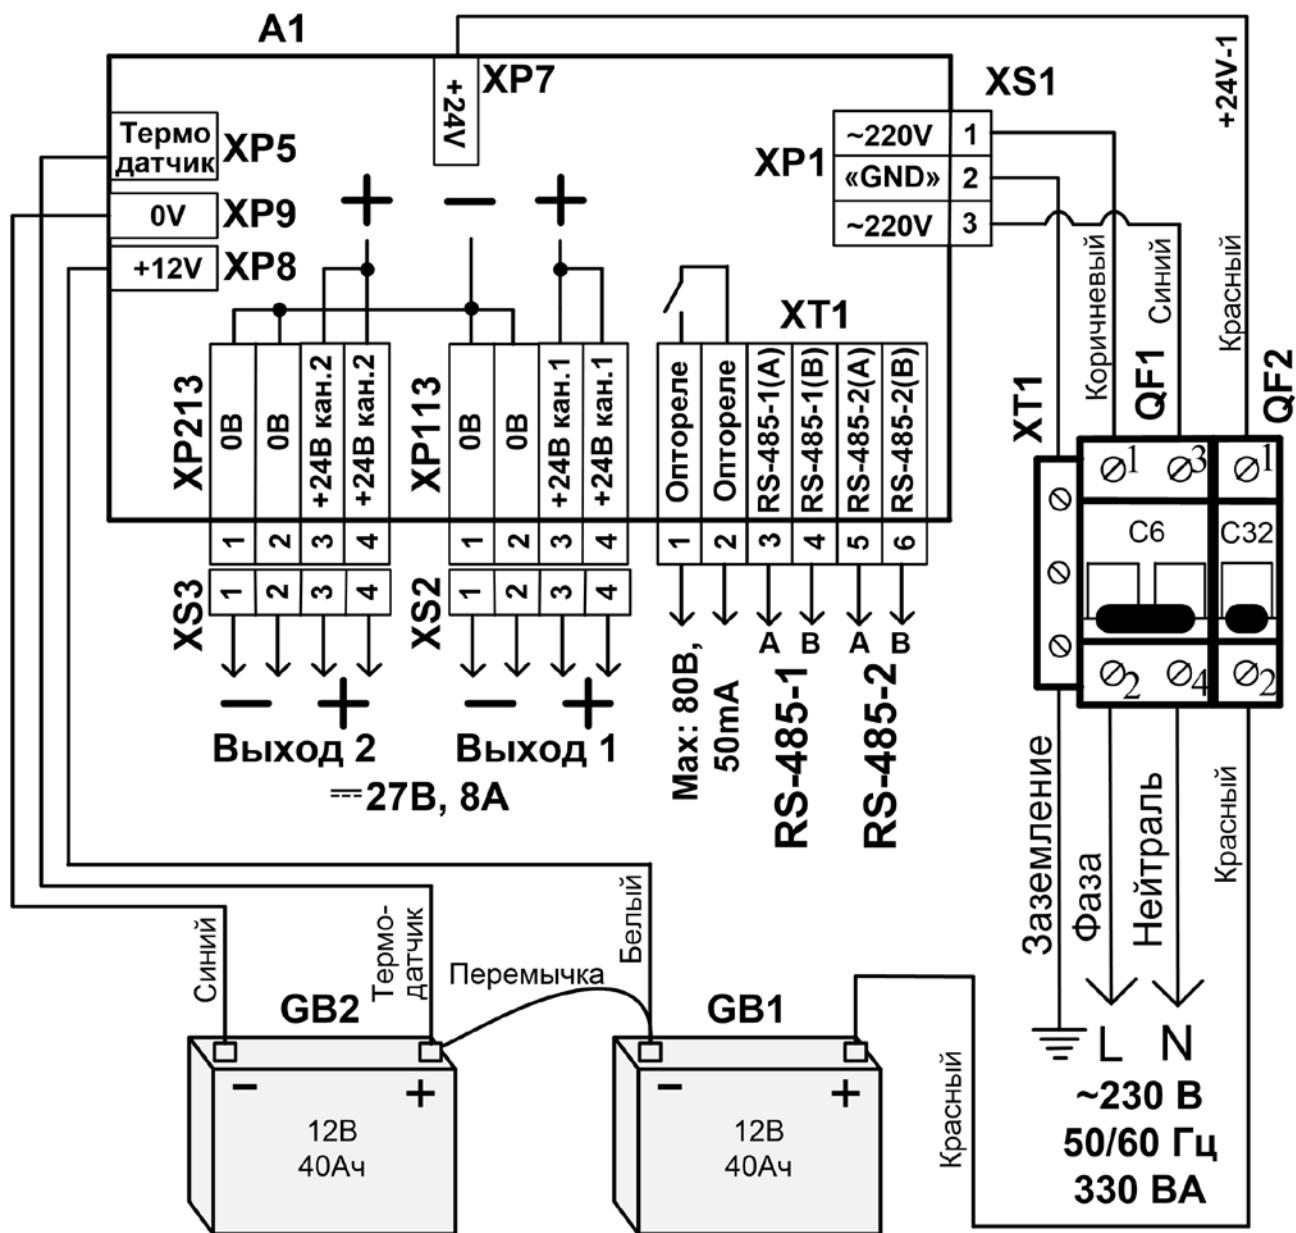 A1
XP7
+24V
XS1
+24V-1
Термо
датчик
XP5
0V
XP9
+12V
XP8
XP1
~220V
1
«GND»
2
~220V
3
+
—
+
Коричневый
Синий
Красный
XT1
XP213
0В
0В
+24В кан.2
+24В кан.2
XP113
0В
0В
+24В кан.1
+24В кан.1
Оптореле
Оптореле
RS-485-1(A)
RS-485-1(B)
RS-485-2(A)
RS-485-2(B)
XT1
QF1
QF2
1
2
3
4
1
2
3
4
1
2
3
4
5
6
XS3
1
2
3
4
XS2
1
2
3
4
1
3
1
C6
C32
2
4
2
A
B
A
B
— +
Выход 2
— +
Выход 1
⎓27В, 8А
Max: 80В,
50mA
RS-485-1
RS-485-2
Заземление
Фаза
Нейтраль
Красный
Синий
Термо-
датчик
Перемычка
Белый
Красный
GB2
– +
12В
40Ач
GB1
– +
12В
40Ач
L N
~230 В
50/60 Гц
330 ВА